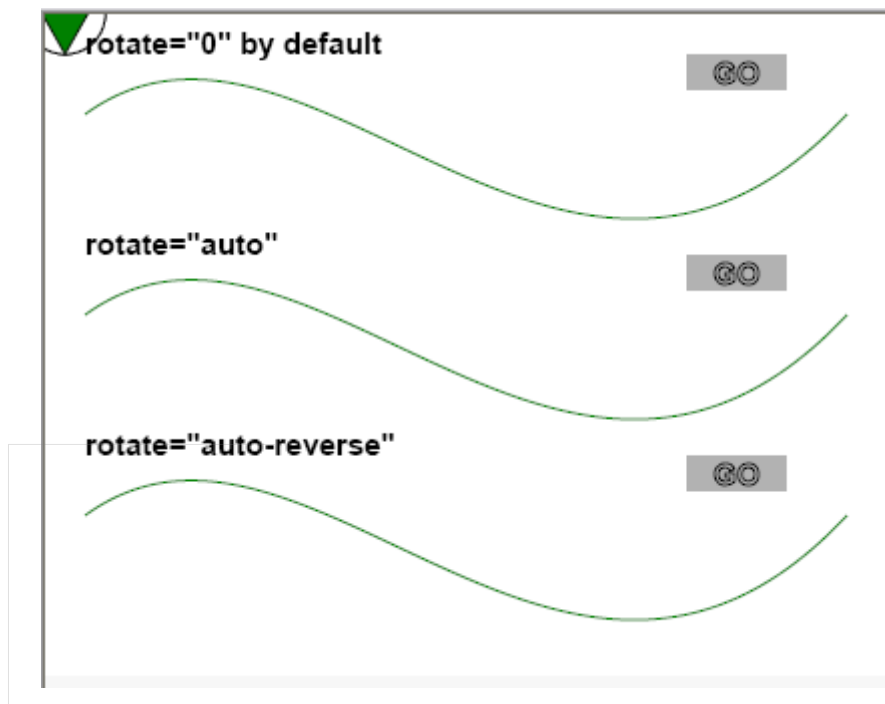 rotate="0" by default
GO
rotate="auto"
GO
rotate="auto-reverse"
GO